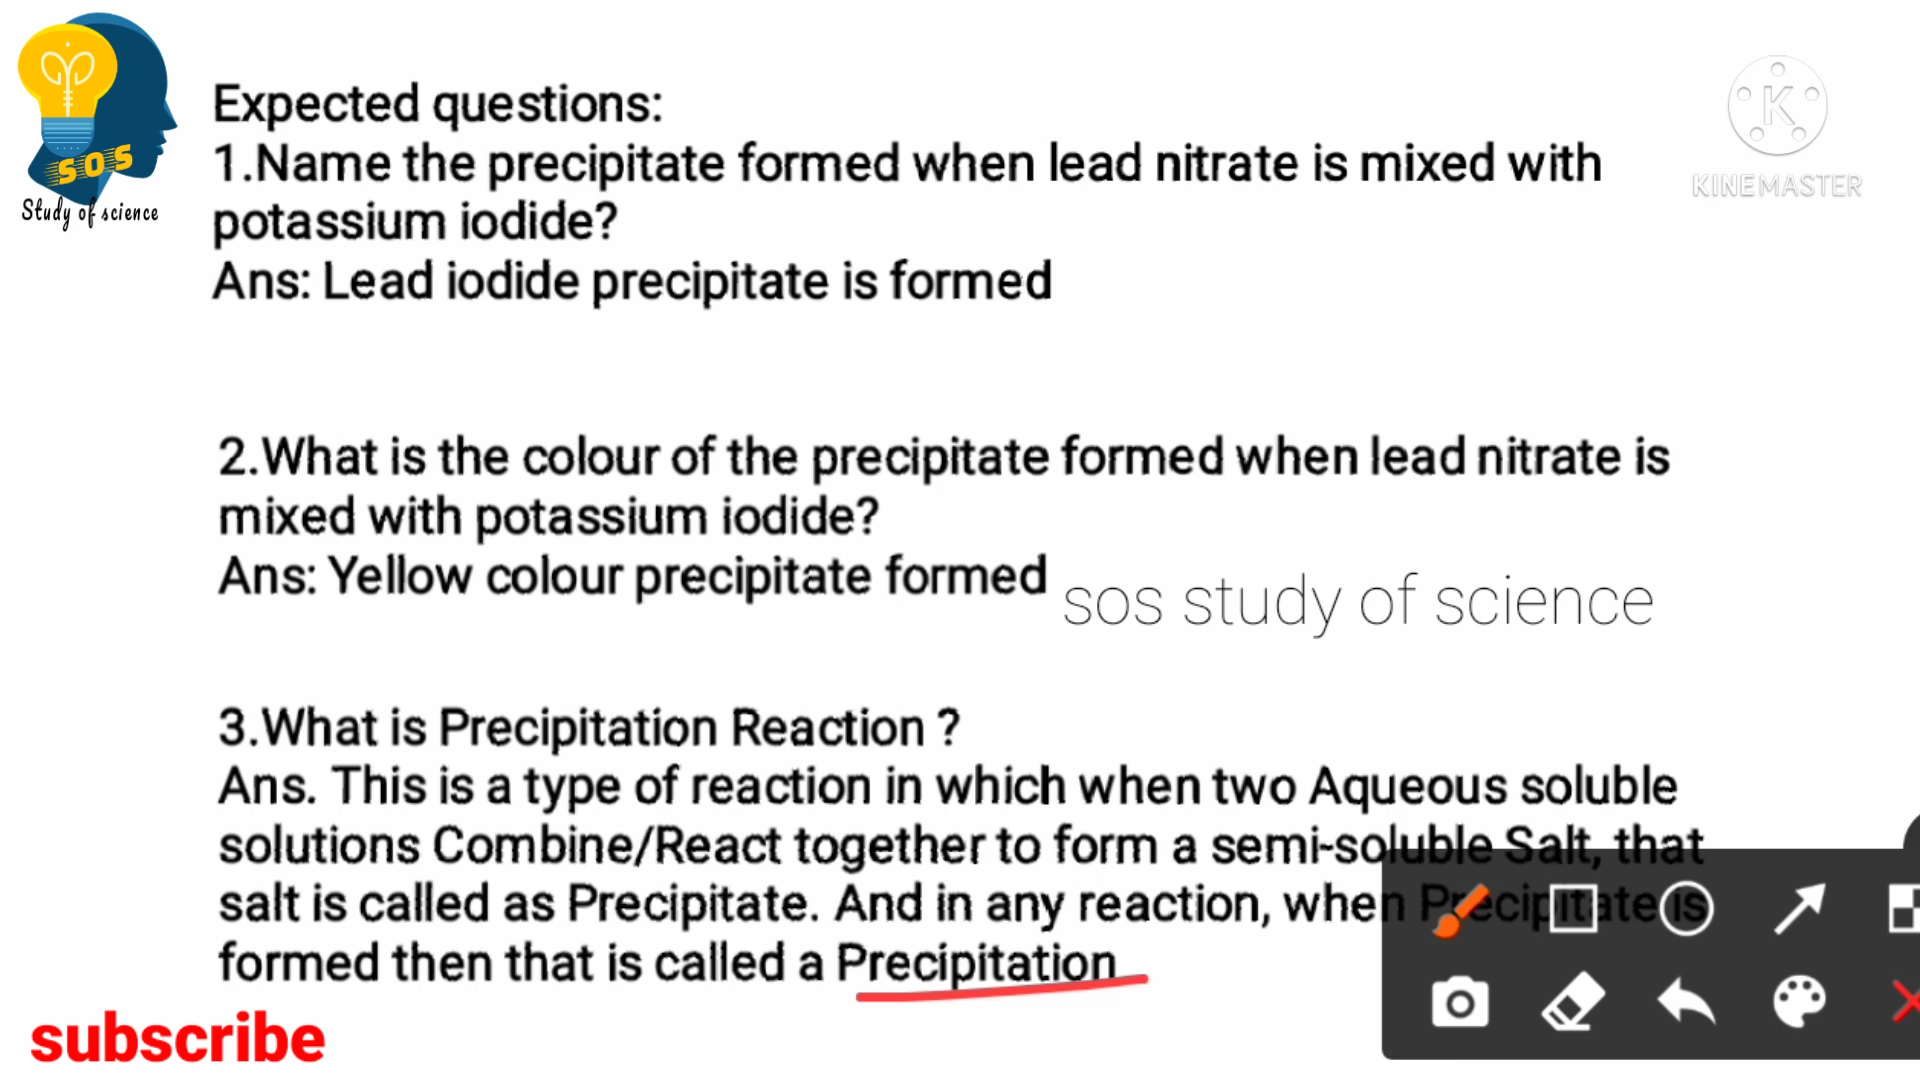 SOS
Study of science
KINEMASTER
Expected questions:
1.Name the precipitate formed when lead nitrate is mixed with
potassium iodide?
Ans: Lead iodide precipitate is formed
2.What is the colour of the precipitate formed when lead nitrate is
mixed with potassium iodide?
Ans: Yellow colour precipitate formed
sos study of science
3.What is Precipitation Reaction ?
Ans. This is a type of reaction in which when two Aqueous soluble
solutions Combine/React together to form a semi-soluble Salt, that
salt is called as Precipitate. And in any reaction, when Precipitate is
formed then that is called a Precipitation
subscribe